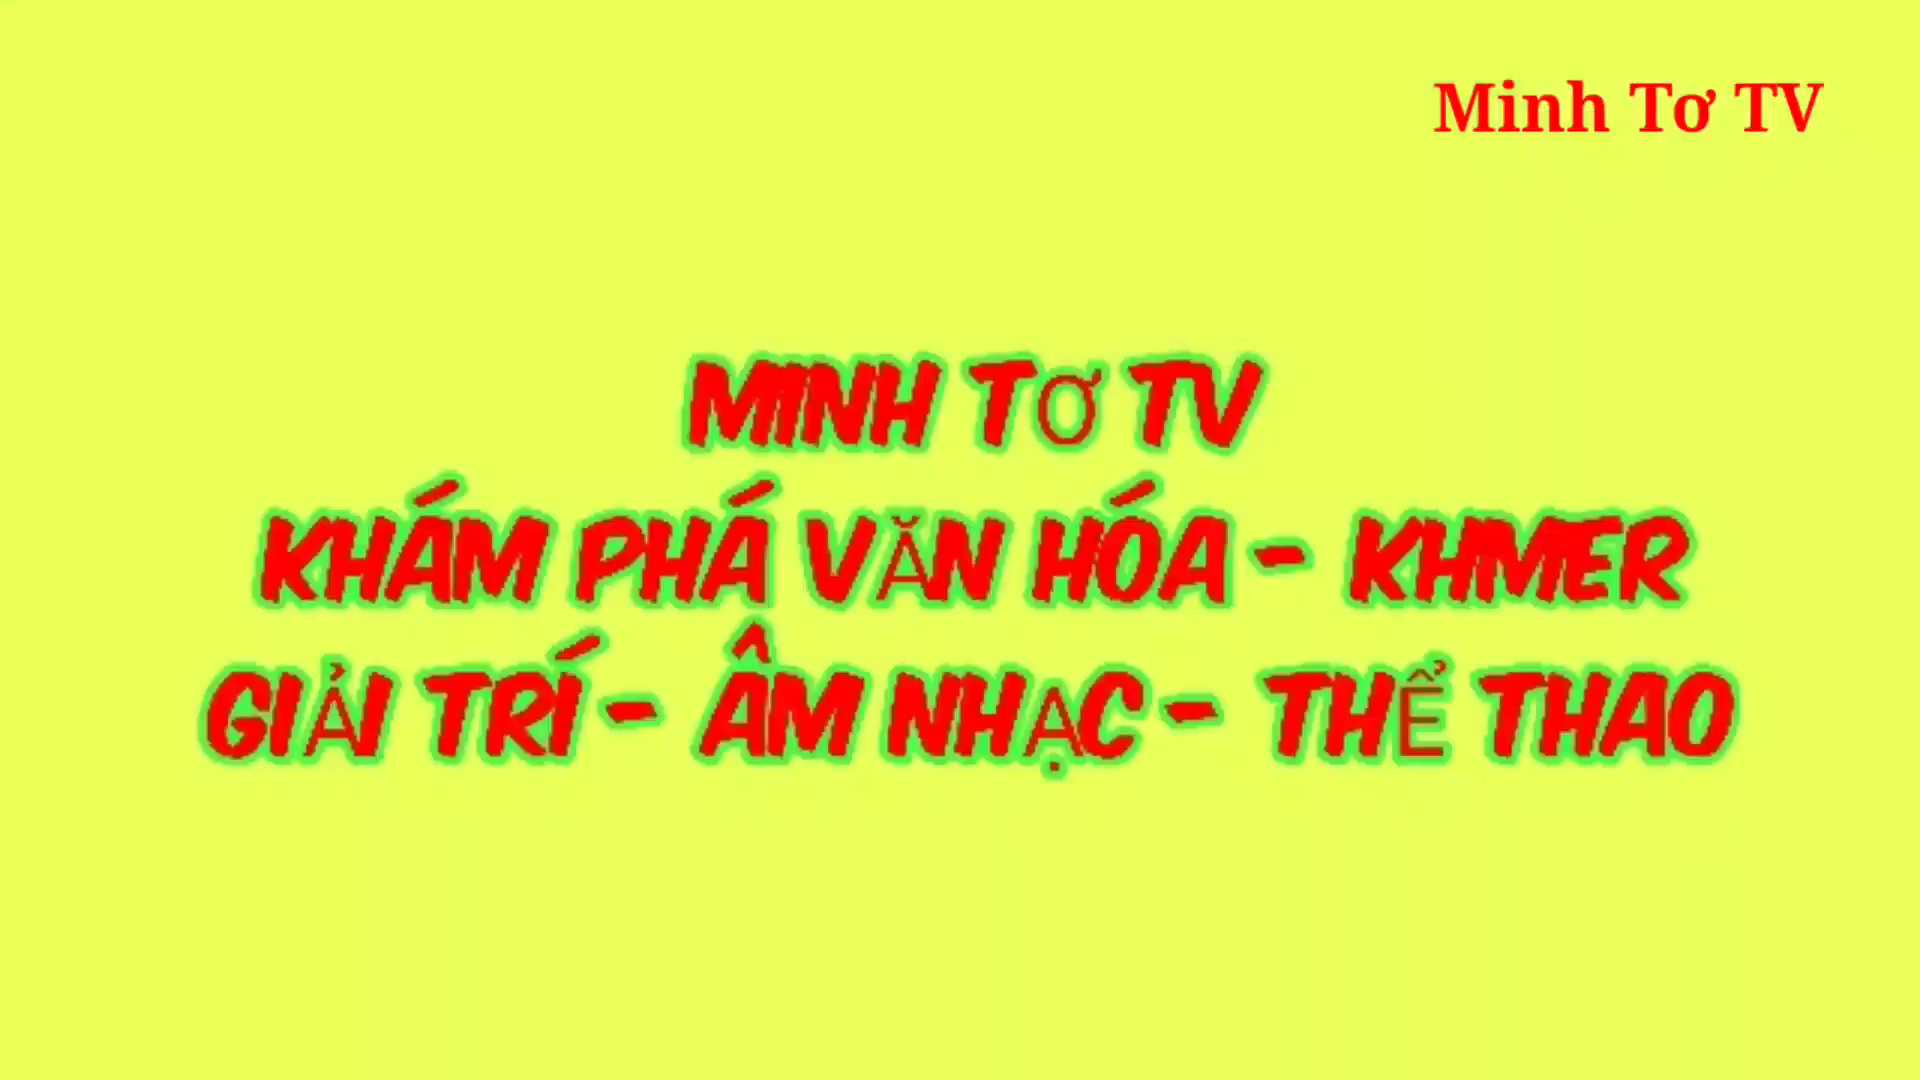 Minh Tơ TV
MINH TƠ TV
KHÁM PHÁ VĂN HÓA - KHMER
GIẢI TRÍ - ÂM NHẠC - THỂ THAO